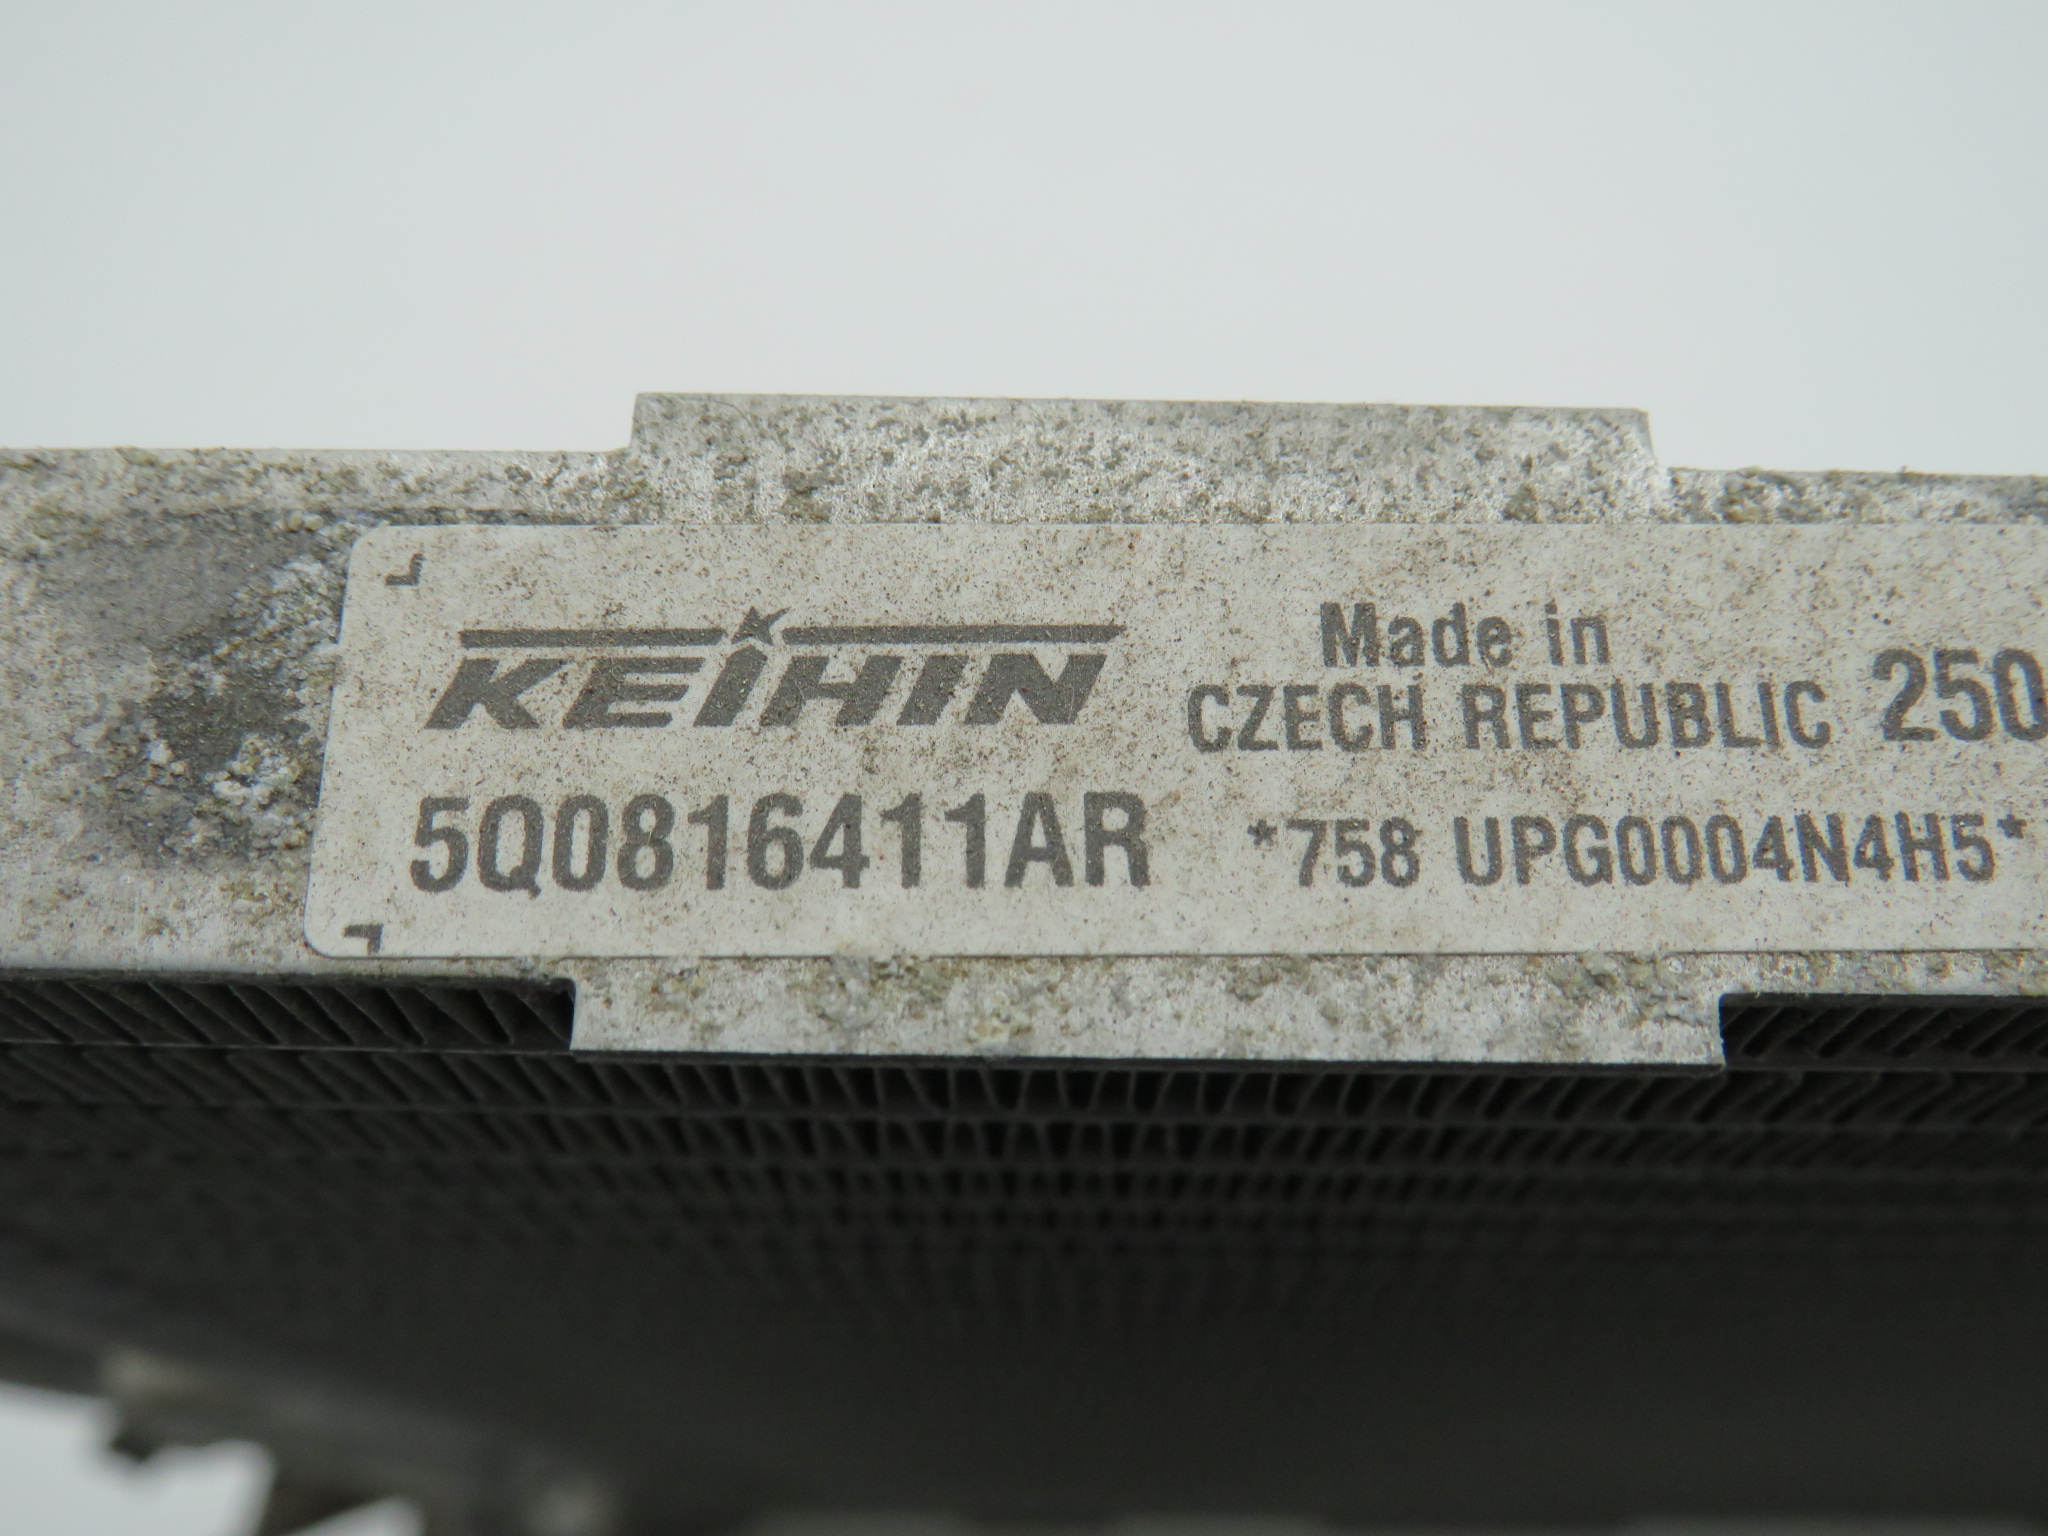 KEIHIN
Made in
CZECH REPUBLIC 250
5Q0816411AR *758 UPG0004N4H5*